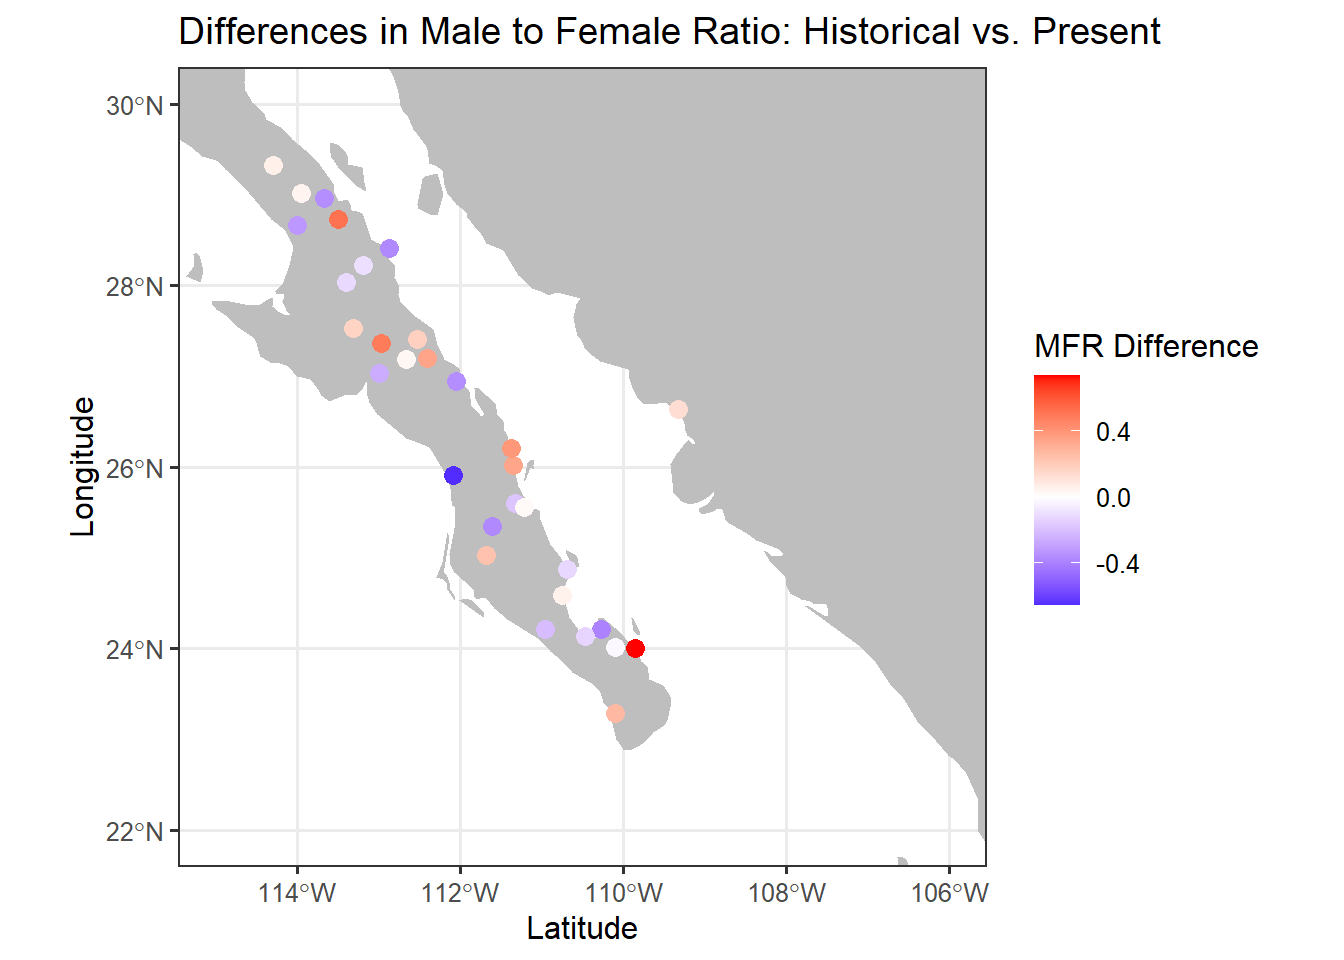 Differences in Male to Female Ratio: Historical vs. Present
30°N
28°N
26°N
24°N
22°N
Longitude
114°W 112°W 110°W 108°W 106°W
Latitude
MFR Difference
0.4
0.0
-0.4